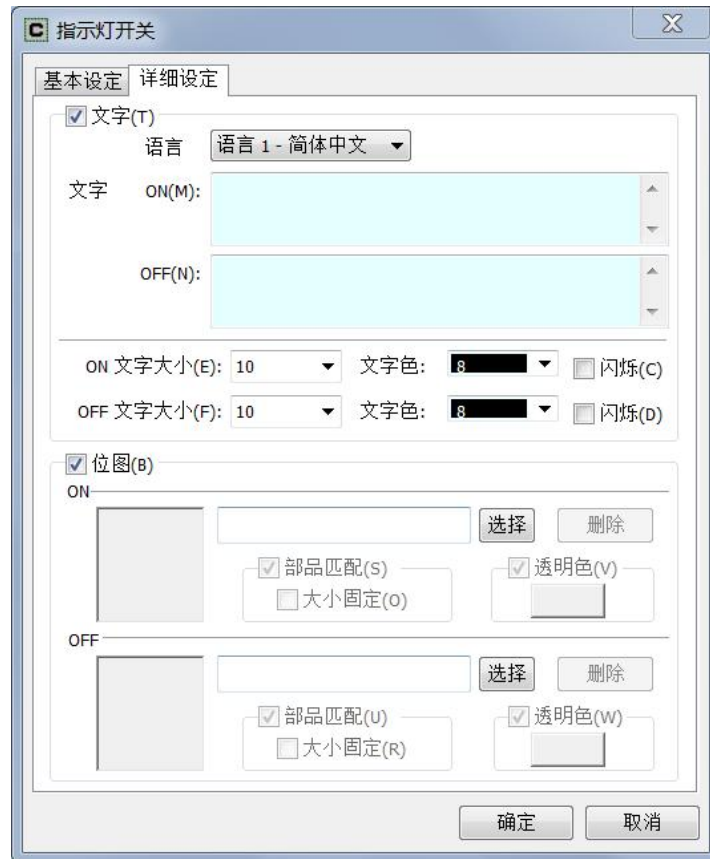 C 指示灯开关
基本设定 详细设定
文字(T)
语言 语言 1 - 简体中文
文字 ON(M):
OFF(N):
ON 文字大小(E): 10 文字色: 8 闪烁(C)
OFF 文字大小(F): 10 文字色: 8 闪烁(D)
位图(B)
ON
选择 删除
部品匹配(S) 透明色(V)
大小固定(O)
OFF
选择 删除
部品匹配(U) 透明色(W)
大小固定(R)
确定 取消